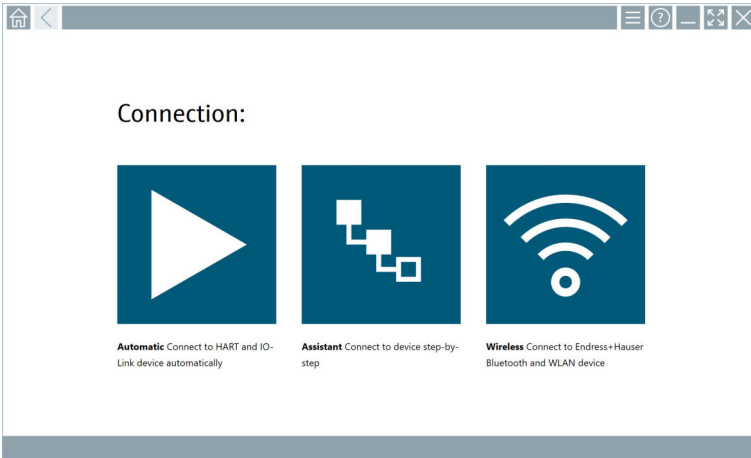 Connection:
Automatic Connect to HART and IO-
Link device automatically
Assistant Connect to device step-by-
step
Wireless Connect to Endress+Hauser
Bluetooth and WLAN device